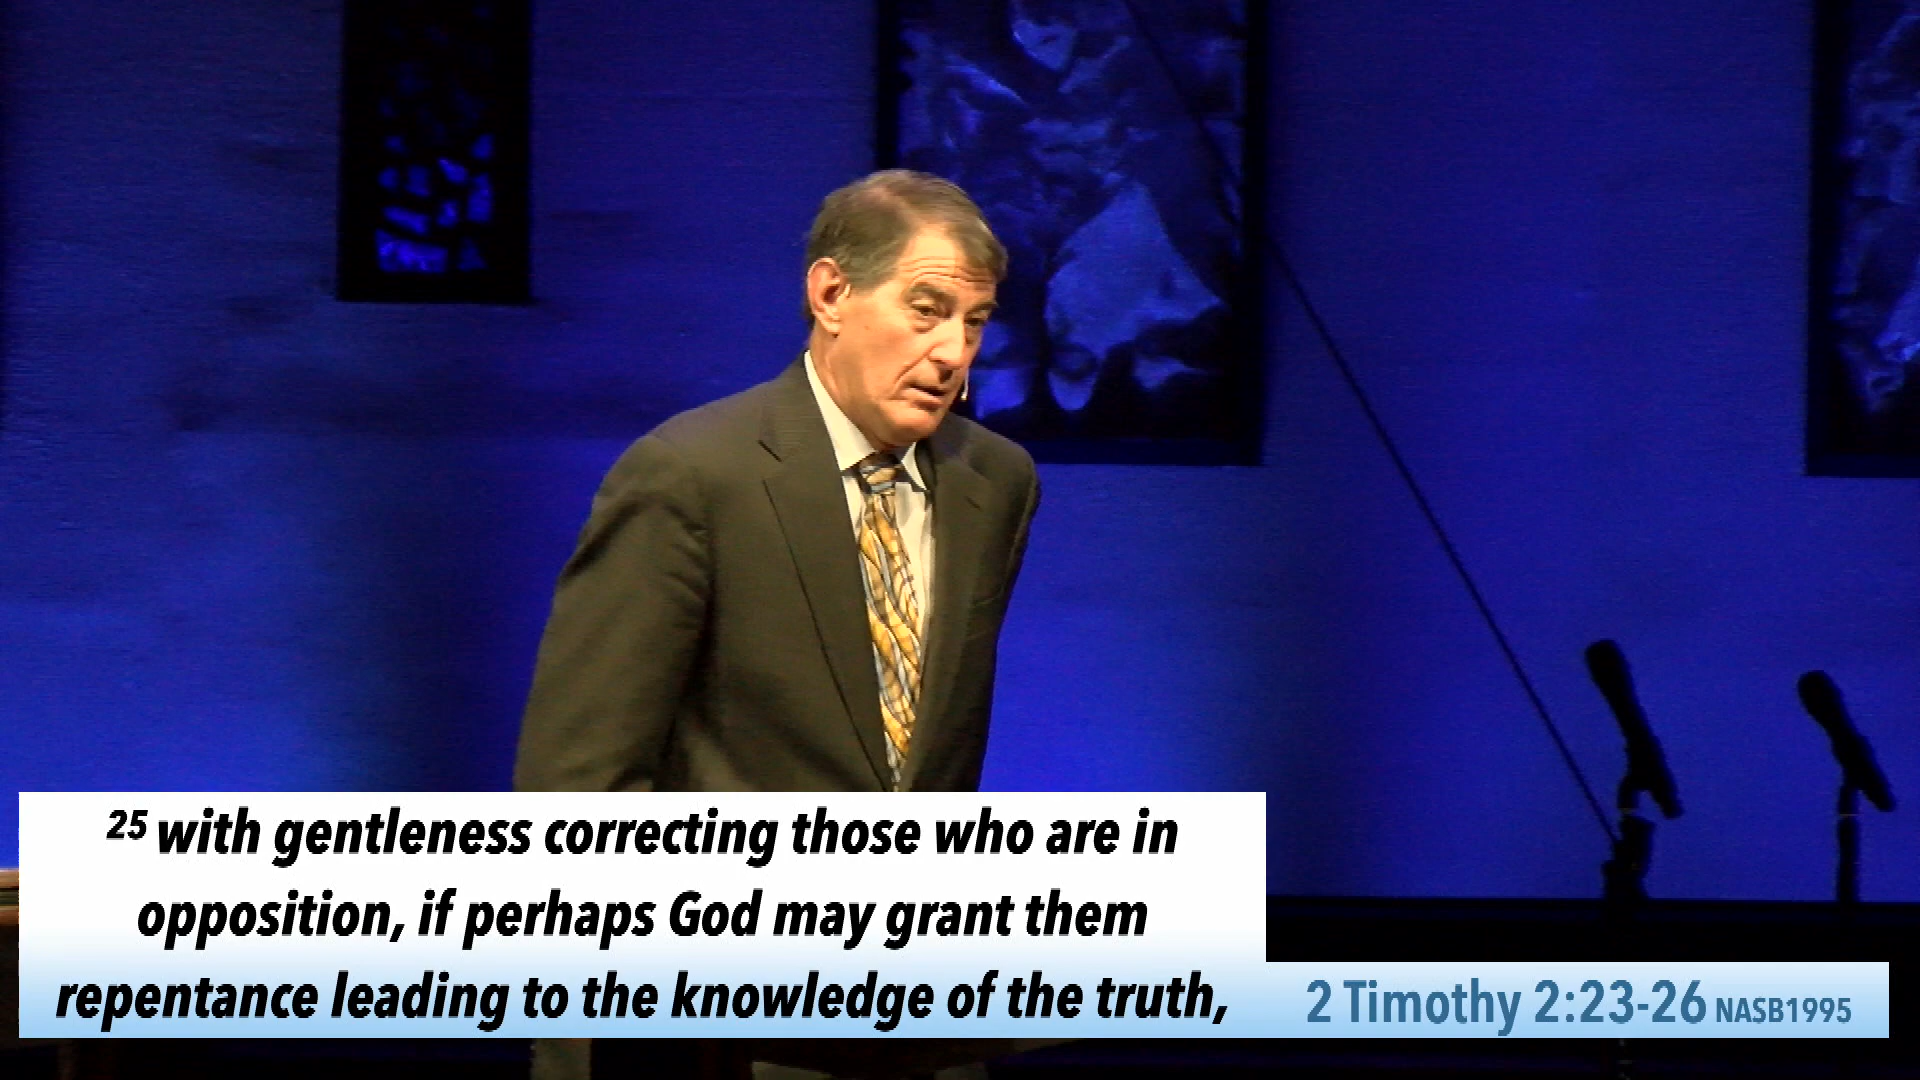 25 with gentleness correcting those who are in
opposition, if perhaps God may grant them
repentance leading to the knowledge of the truth,
2 Timothy 2:23-26 NASB1995